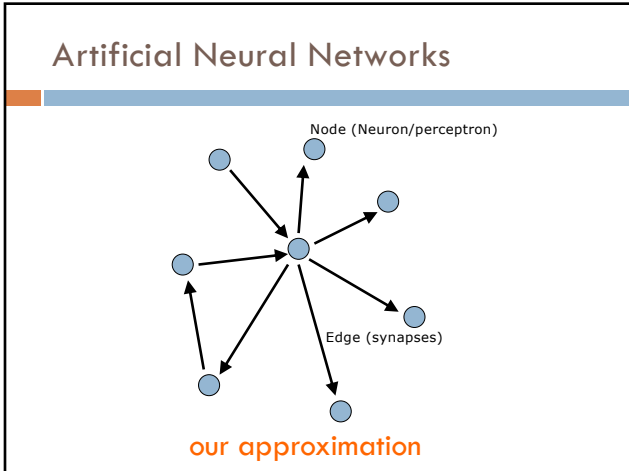 Artificial Neural Networks
Node (Neuron/perceptron)
Edge (synapses)
our approximation